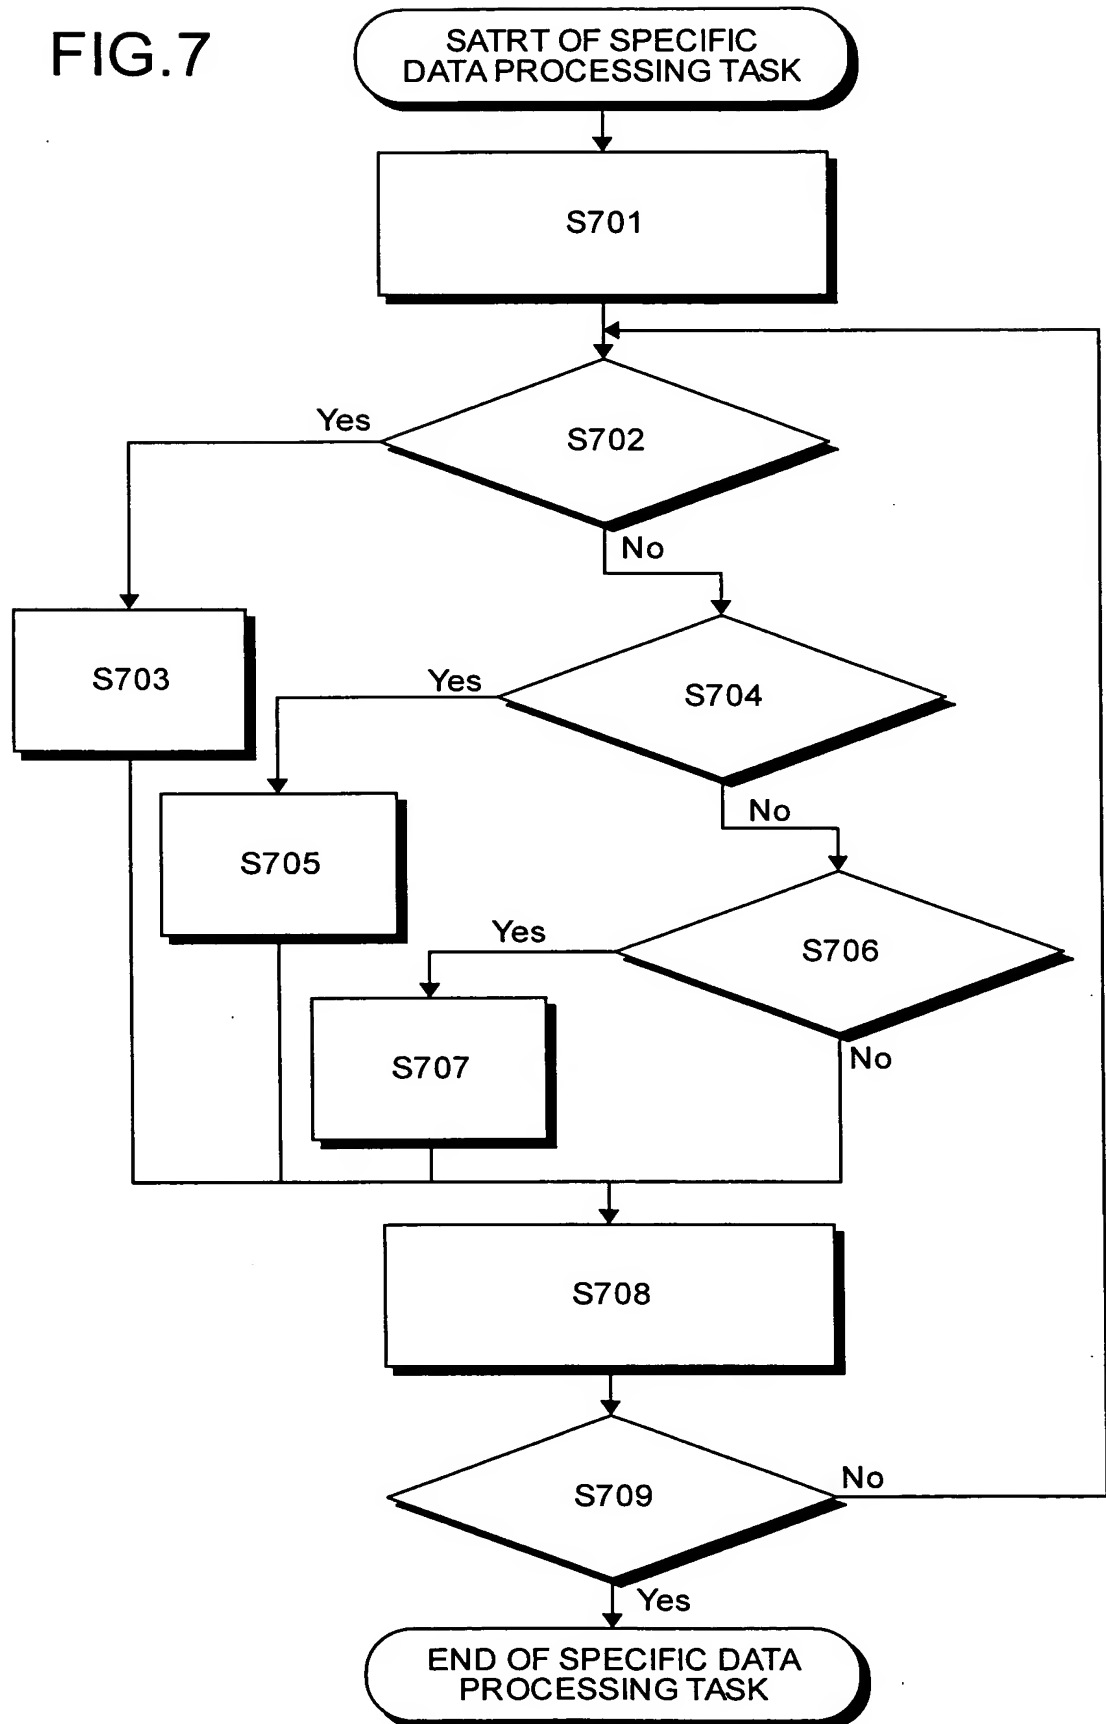 FIG.7
SATRT OF SPECIFIC
DATA PROCESSING TASK
S701
S702
Yes
No
S703
S704
Yes
No
S705
S706
Yes
No
S707
S708
S709
No
Yes
END OF SPECIFIC DATA
PROCESSING TASK